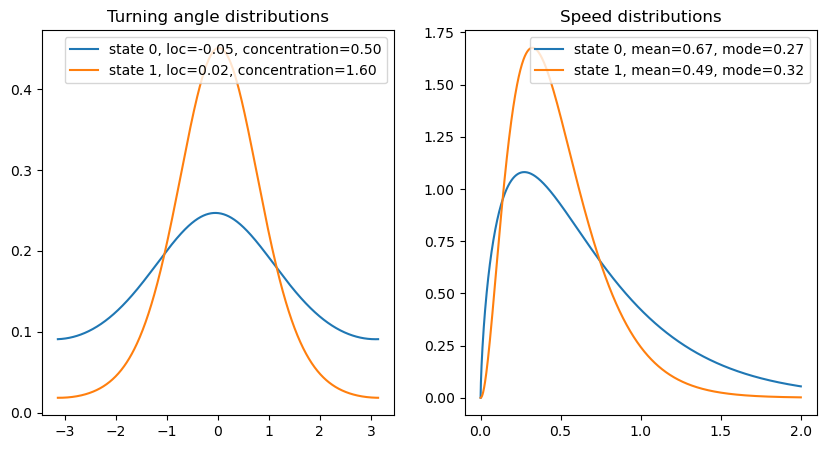 Turning angle distributions
state 0, loc=-0.05, concentration=0.50
state 1, loc=0.02, concentration=1.60
0.4
0.3
0.2
0.1
0.0
−3 −2 −1 0 1 2 3
Speed distributions
state 0, mean=0.67, mode=0.27
state 1, mean=0.49, mode=0.32
1.75
1.50
1.25
1.00
0.75
0.50
0.25
0.00
0.0 0.5 1.0 1.5 2.0